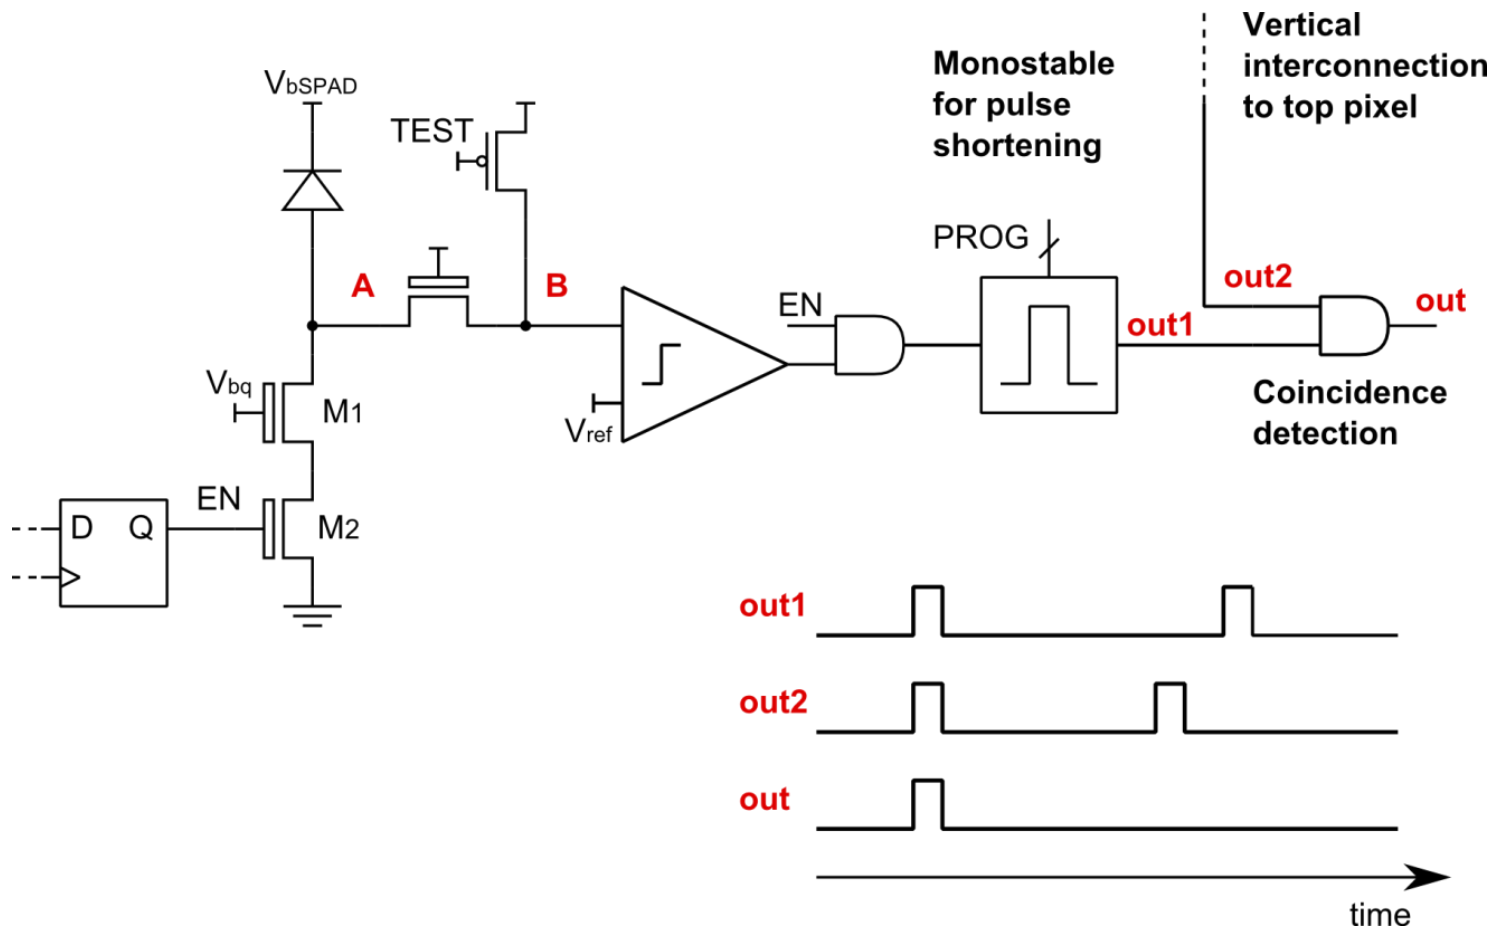 Vertical
interconnection
to top pixel
Monostable
for pulse
shortening
VbSPAD
TEST
PROG
A
B
EN
out2
out
out1
Vbq
M1
Vref
Coincidence
detection
EN
D Q
M2
out1
out2
out
time